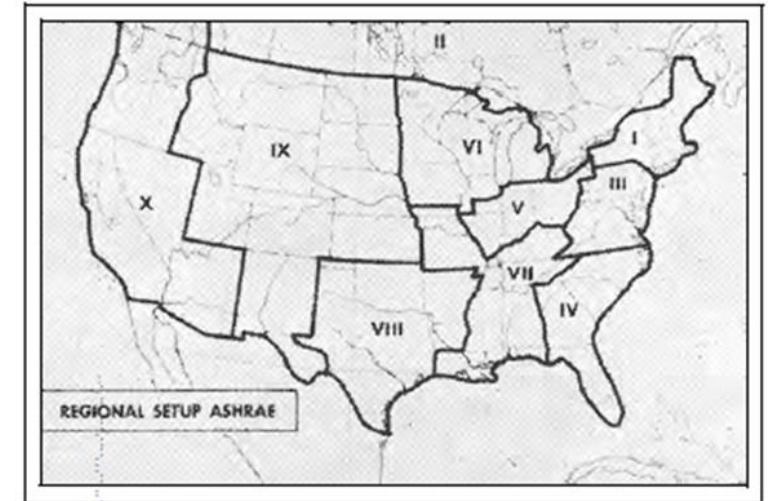 II
I
IX
VI
III
X
V
VII
IV
VIII
REGIONAL SETUP ASHRAE